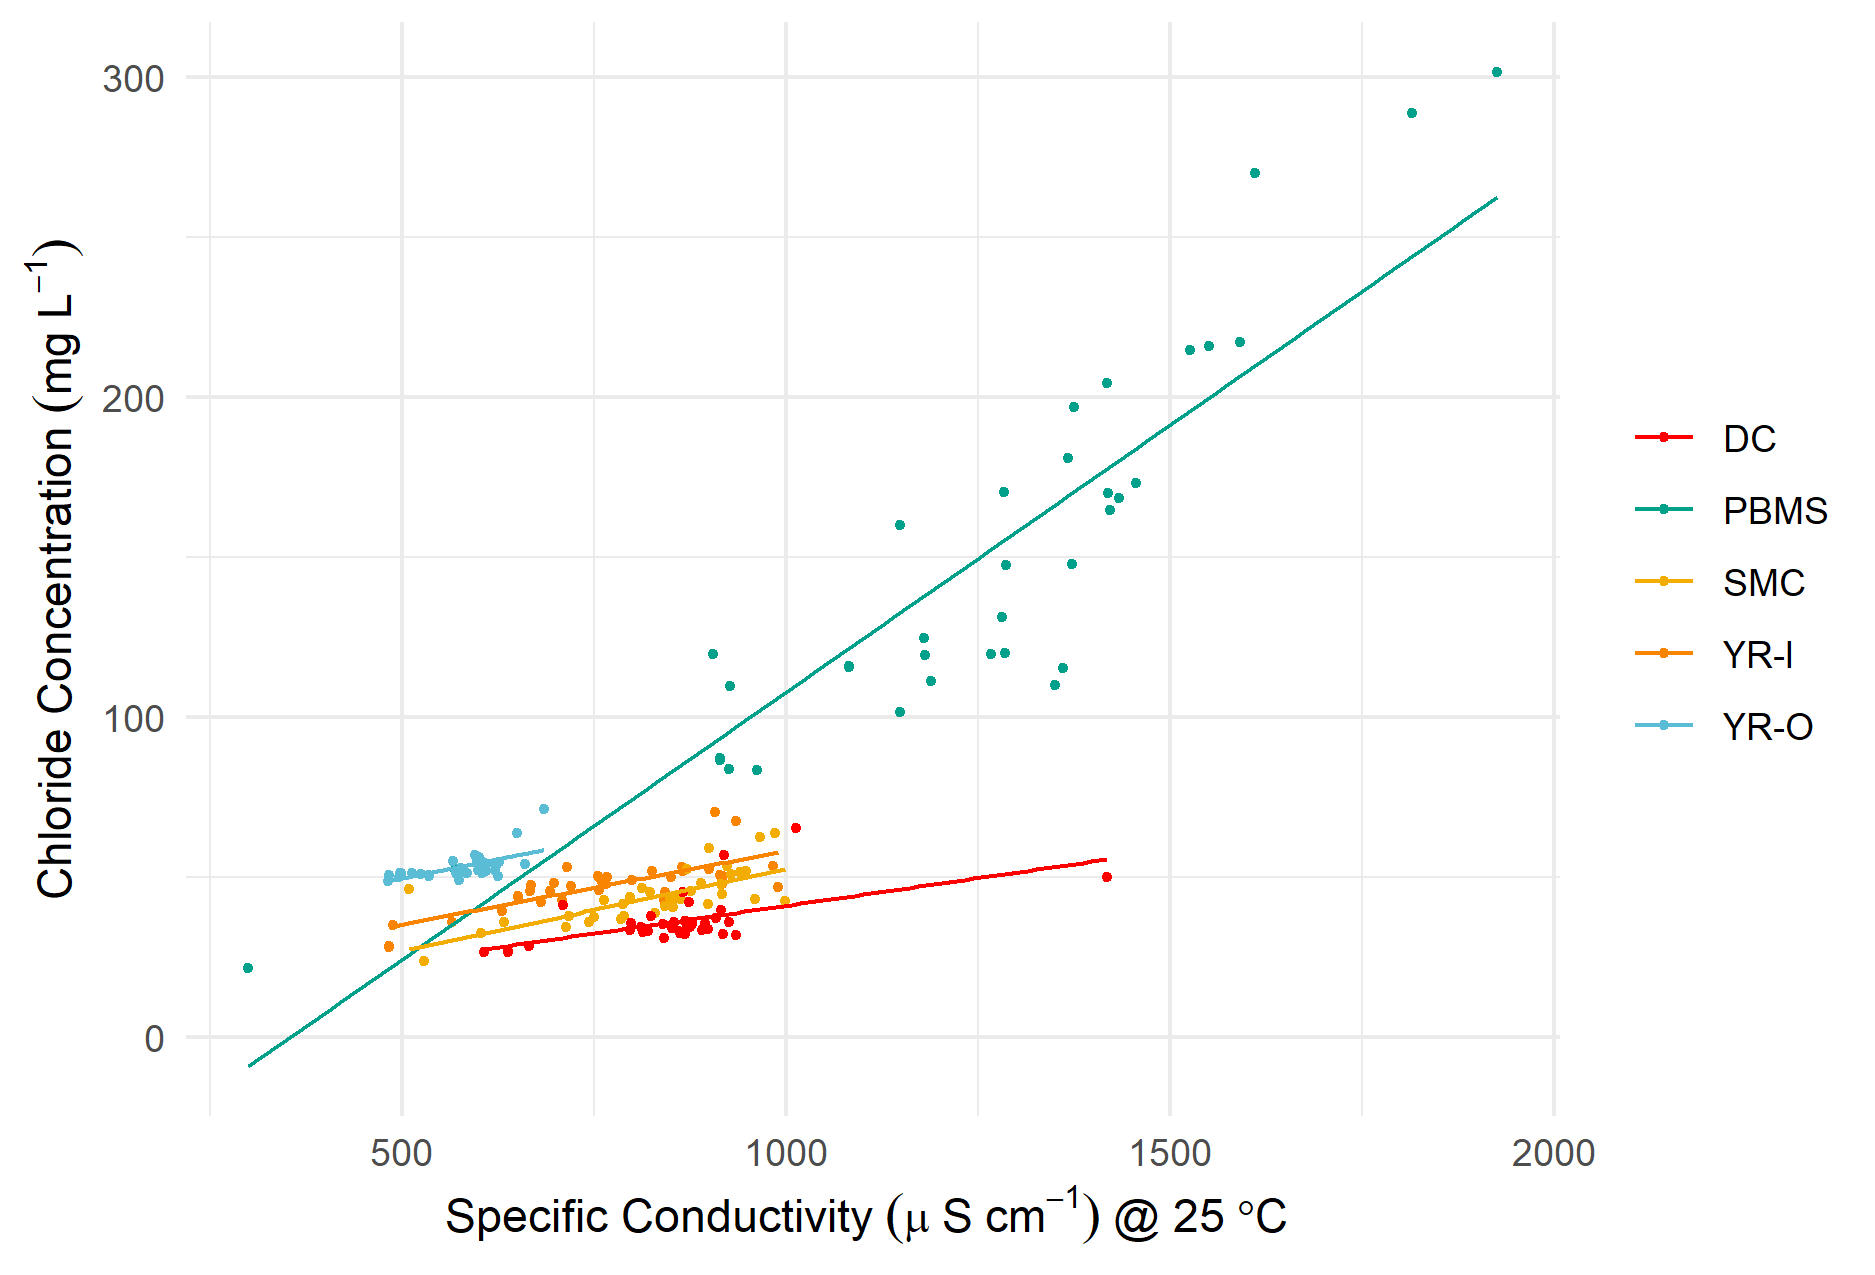 300
200
100
0
Chloride Concentration (mg L⁻¹)
500 1000 1500 2000
Specific Conductivity (μ S cm⁻¹) @ 25 °C
DC
PBMS
SMC
YR-I
YR-O